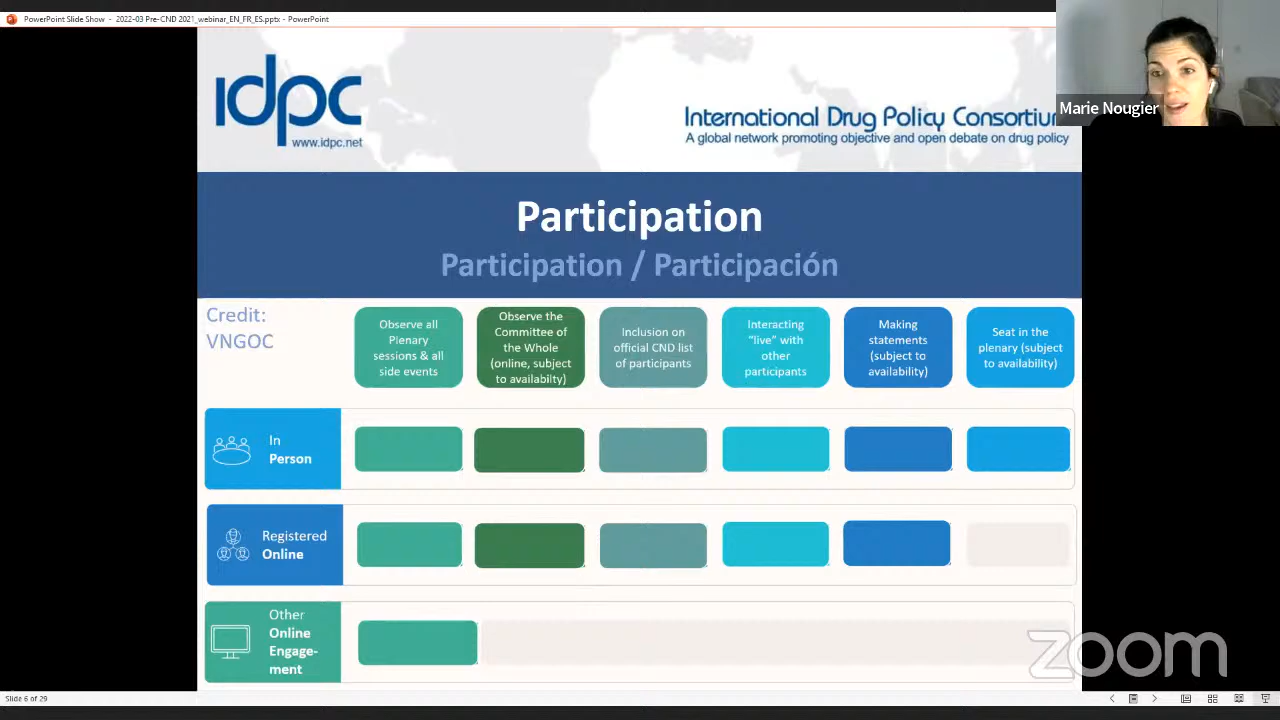 PowerPoint Slide Show - 2022-03 Pre-CND 2021_webinar_EN_FR_ES.pptx - PowerPoint
Marie Nougier
idpc
www.idpc.net
International Drug Policy Consortium
A global network promoting objective and open debate on drug policy
Participation
Participation / Participación
Credit:
VNGOC
Observe all
Plenary
sessions & all
side events
Observe the
Committee of
the Whole
(online, subject
to availabilty)
Inclusion on
official CND list
of participants
Interacting
"live" with
other
participants
Making
statements
(subject to
availability)
Seat in the
plenary (subject
to availability)
In
Person
Registered
Online
Other
Online
Engage-
ment
zoom
Slide 6 of 29